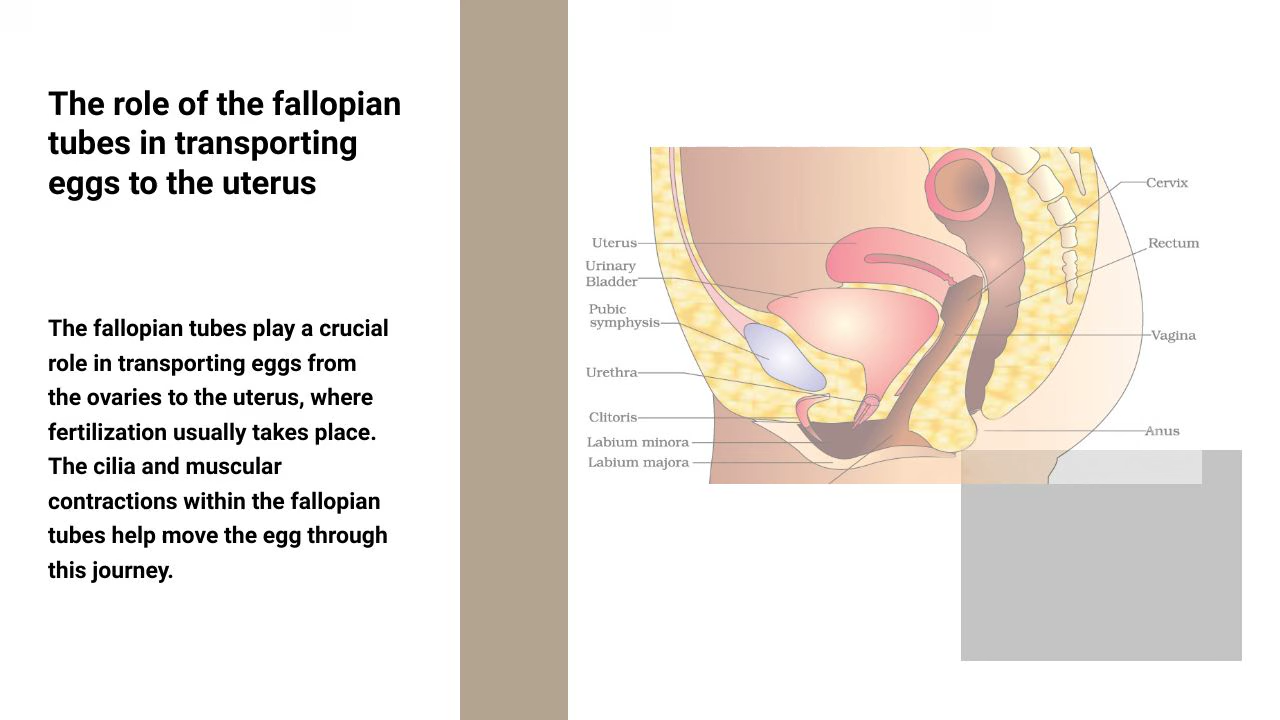 The role of the fallopian
tubes in transporting
eggs to the uterus
The fallopian tubes play a crucial
role in transporting eggs from
the ovaries to the uterus, where
fertilization usually takes place.
The cilia and muscular
contractions within the fallopian
tubes help move the egg through
this journey.
Uterus
Urinary
Bladder
Pubic
symphysis
Urethra
Clitoris
Labium minora
Labium majora
Cervix
Rectum
Vagina
Anus